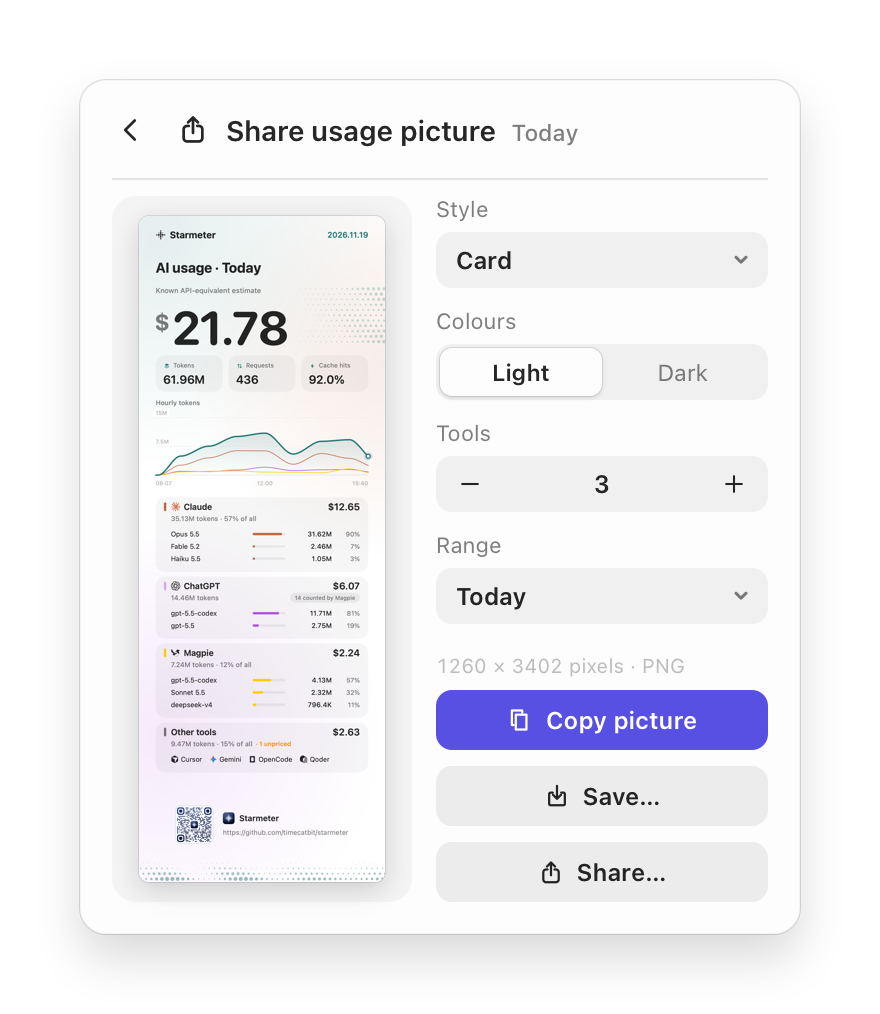 Share usage picture Today
Starmeter 2026.11.19
AI usage · Today
Known API-equivalent estimate
$21.78
Tokens Requests Cache hits
61.96M 436 92.0%
Hourly tokens
15M
7.5M
12:00 15:40
Claude $12.65
35.13M tokens · 57% of all
Opus 5.5 31.62M 90%
Fable 5.2 2.46M 7%
Haiku 5.5 1.05M 3%
ChatGPT $6.07
14.46M tokens 14 counted by Magpie
gpt-5.5-codex 11.71M 81%
gpt-5.5 2.75M 19%
Magpie $2.24
7.24M tokens · 12% of all
gpt-5.5-codex 4.13M 57%
Sonnet 5.5 2.32M 32%
deepseek-v4 796.4K 11%
Other tools $2.63
9.47M tokens · 15% of all · 1 unpriced
Cursor Gemini OpenCode Qoder
Starmeter
https://github.com/timecatbit/starmeter
Style
Card
Colours
Light Dark
Tools
− 3 +
Range
Today
1260 × 3402 pixels · PNG
Copy picture
Save...
Share...